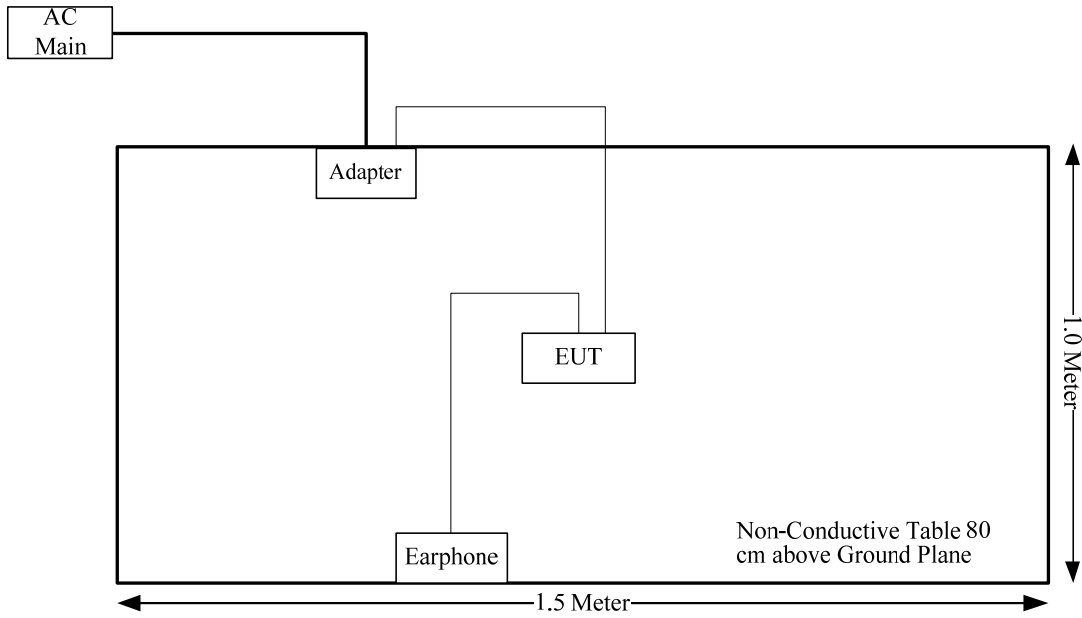 AC
Main
Adapter
EUT
1.0 Meter
Earphone
Non-Conductive Table 80
cm above Ground Plane
1.5 Meter